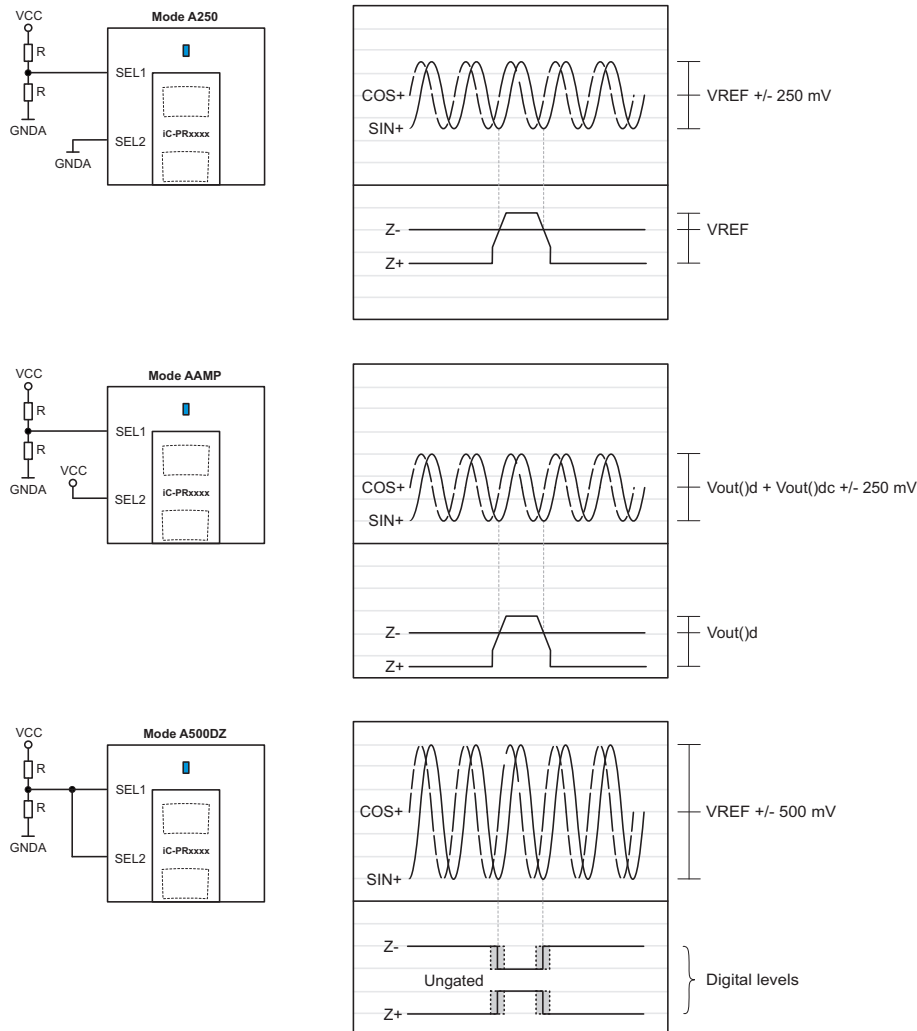 Mode A250
VCC
R
SEL1
R
GNDA
SEL2
GNDA
iC-PRxxxx
COS+
SIN+
VREF +/- 250 mV
Z-
Z+
VREF
Mode AAMP
VCC
R
SEL1
R
GNDA
VCC
SEL2
iC-PRxxxx
COS+
SIN+
Vout()d + Vout()dc +/- 250 mV
Z-
Z+
Vout()d
Mode A500DZ
VCC
R
SEL1
R
GNDA
SEL2
iC-PRxxxx
COS+
SIN+
VREF +/- 500 mV
Z-
Ungated
Z+
Digital levels